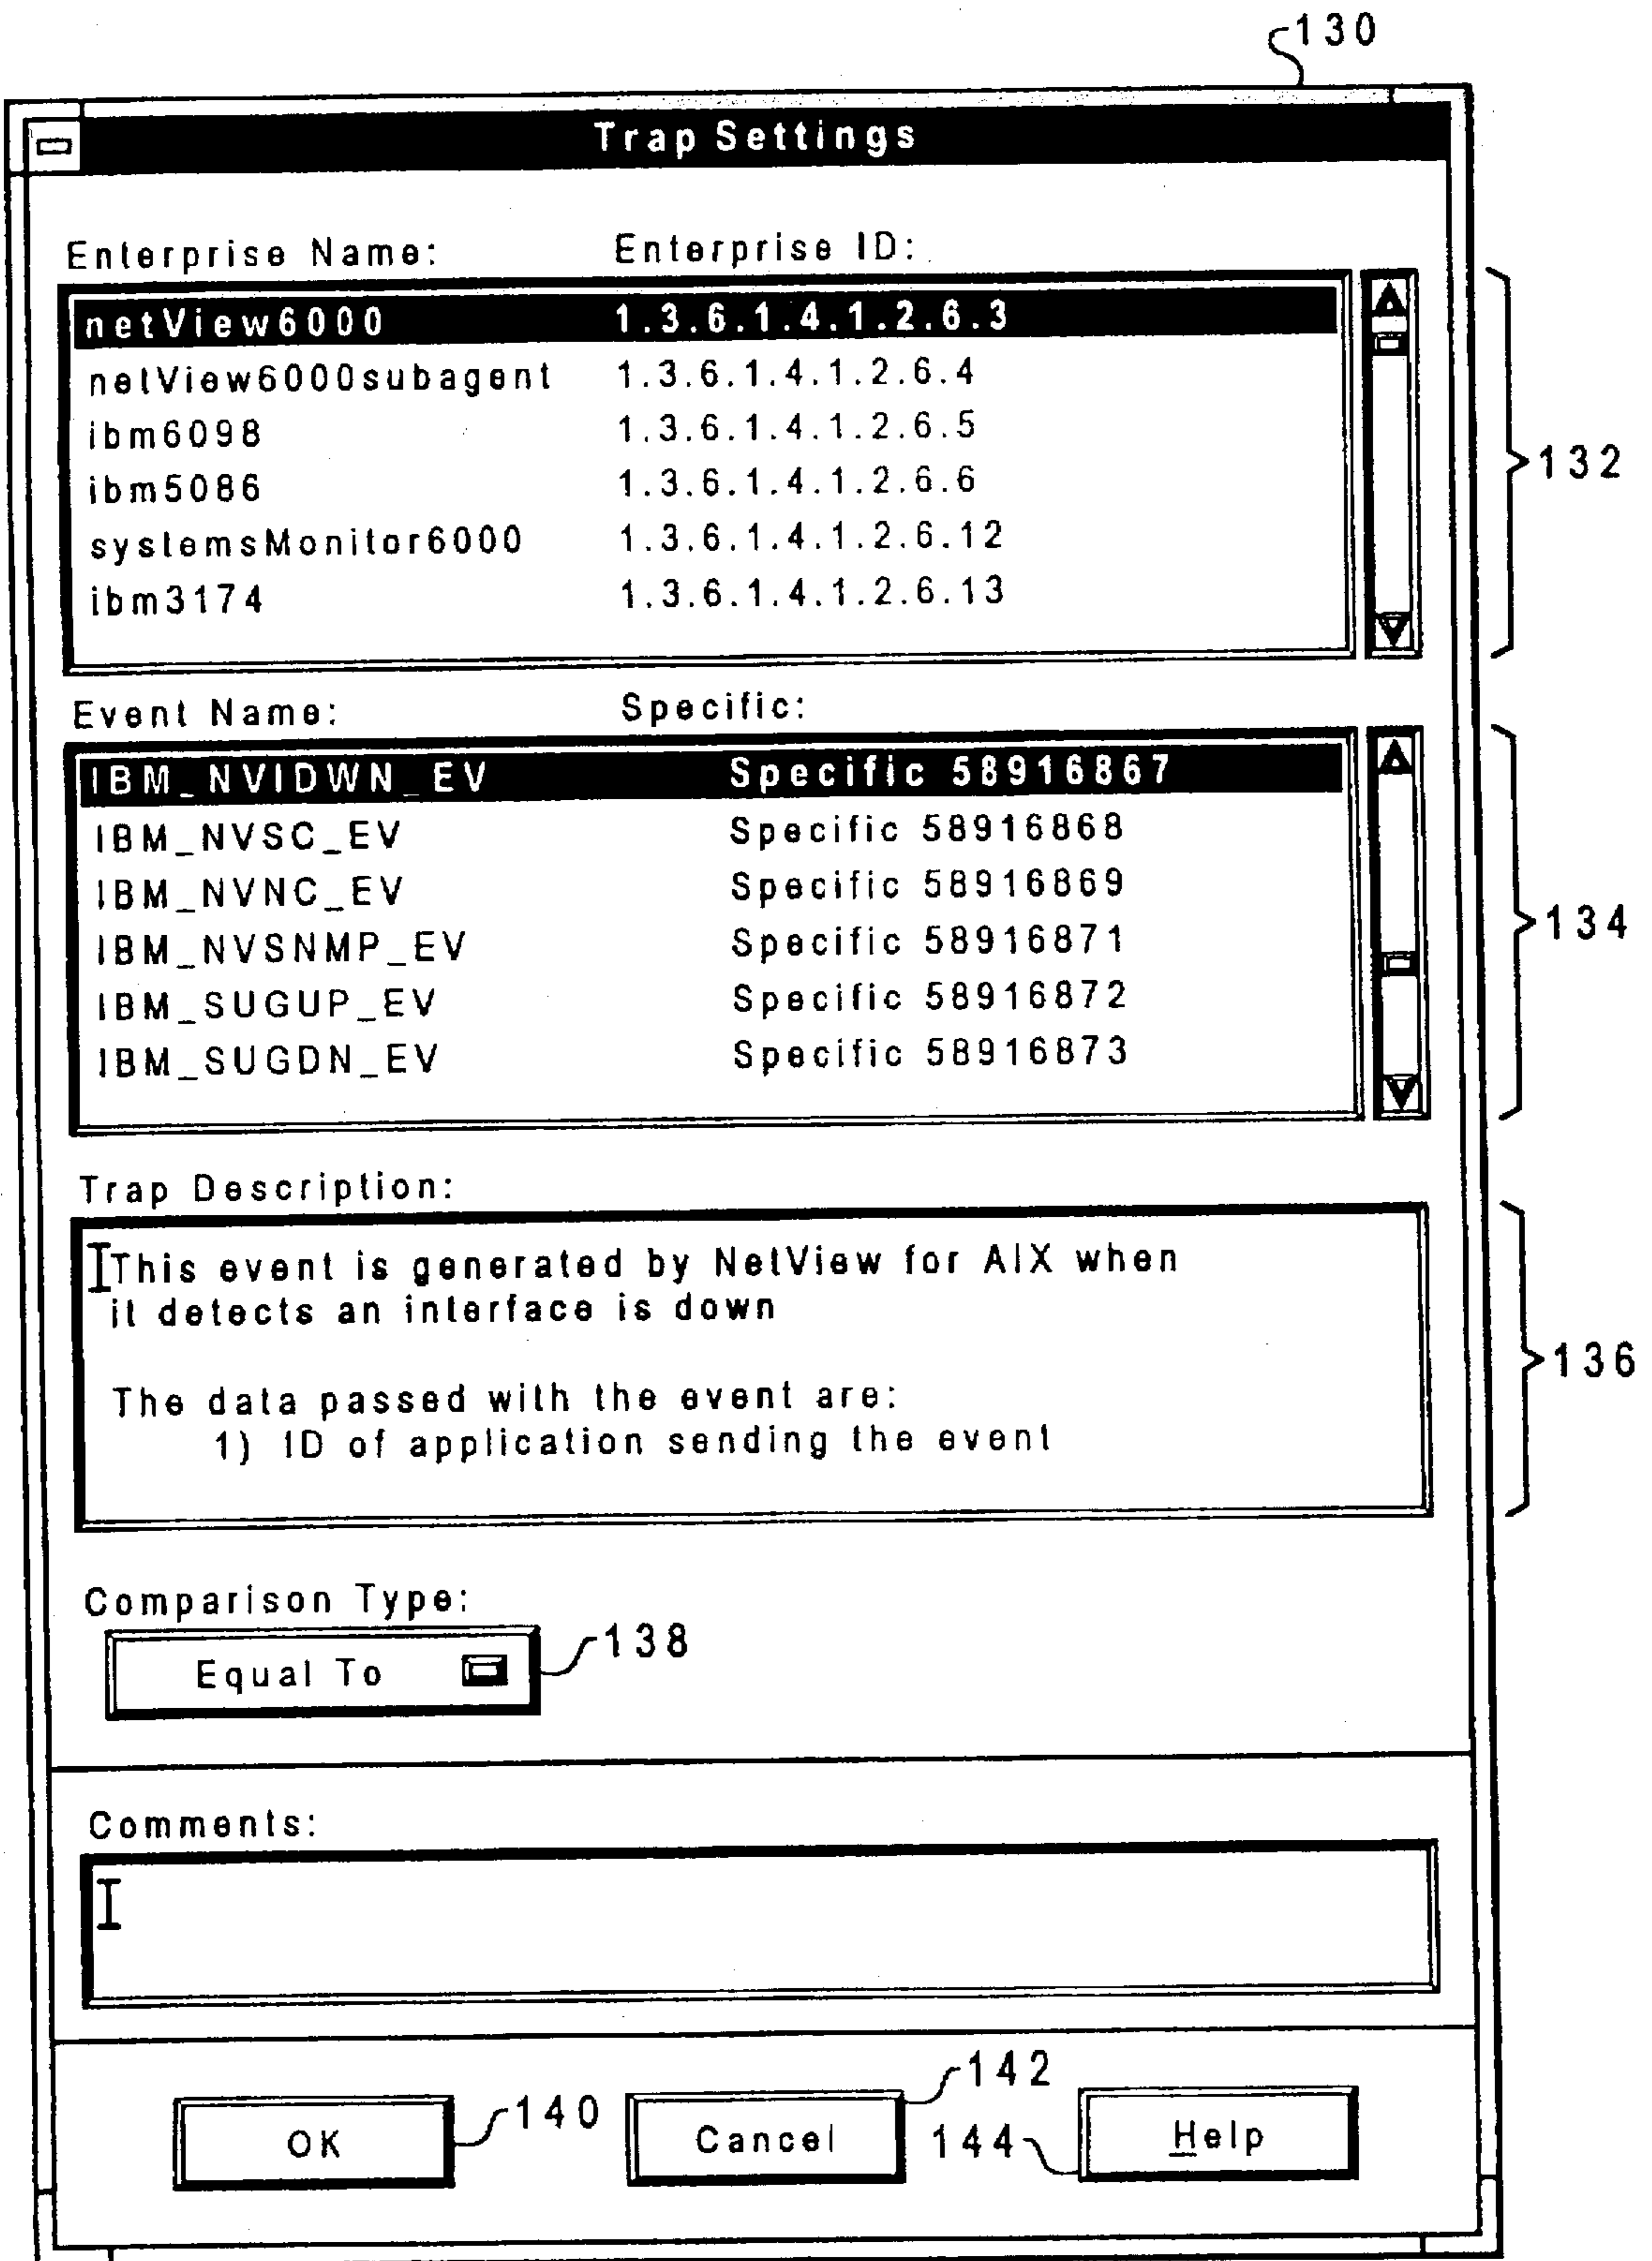 130
Trap Settings
Enterprise Name: Enterprise ID:
netView6000 1.3.6.1.4.1.2.6.3
netView6000subagent 1.3.6.1.4.1.2.6.4
ibm6098 1.3.6.1.4.1.2.6.5
ibm5086 1.3.6.1.4.1.2.6.6
systemsMonitor6000 1.3.6.1.4.1.2.6.12
ibm3174 1.3.6.1.4.1.2.6.13
132
Event Name: Specific:
IBM_NVIDWN_EV Specific 58916867
IBM_NVSC_EV Specific 58916868
IBM_NVNC_EV Specific 58916869
IBM_NVSNMP_EV Specific 58916871
IBM_SUGUP_EV Specific 58916872
IBM_SUGDN_EV Specific 58916873
134
Trap Description:
This event is generated by NetView for AIX when
it detects an interface is down
The data passed with the event are:
1) ID of application sending the event
136
Comparison Type:
Equal To
138
Comments:
OK
140
Cancel
142
Help
144